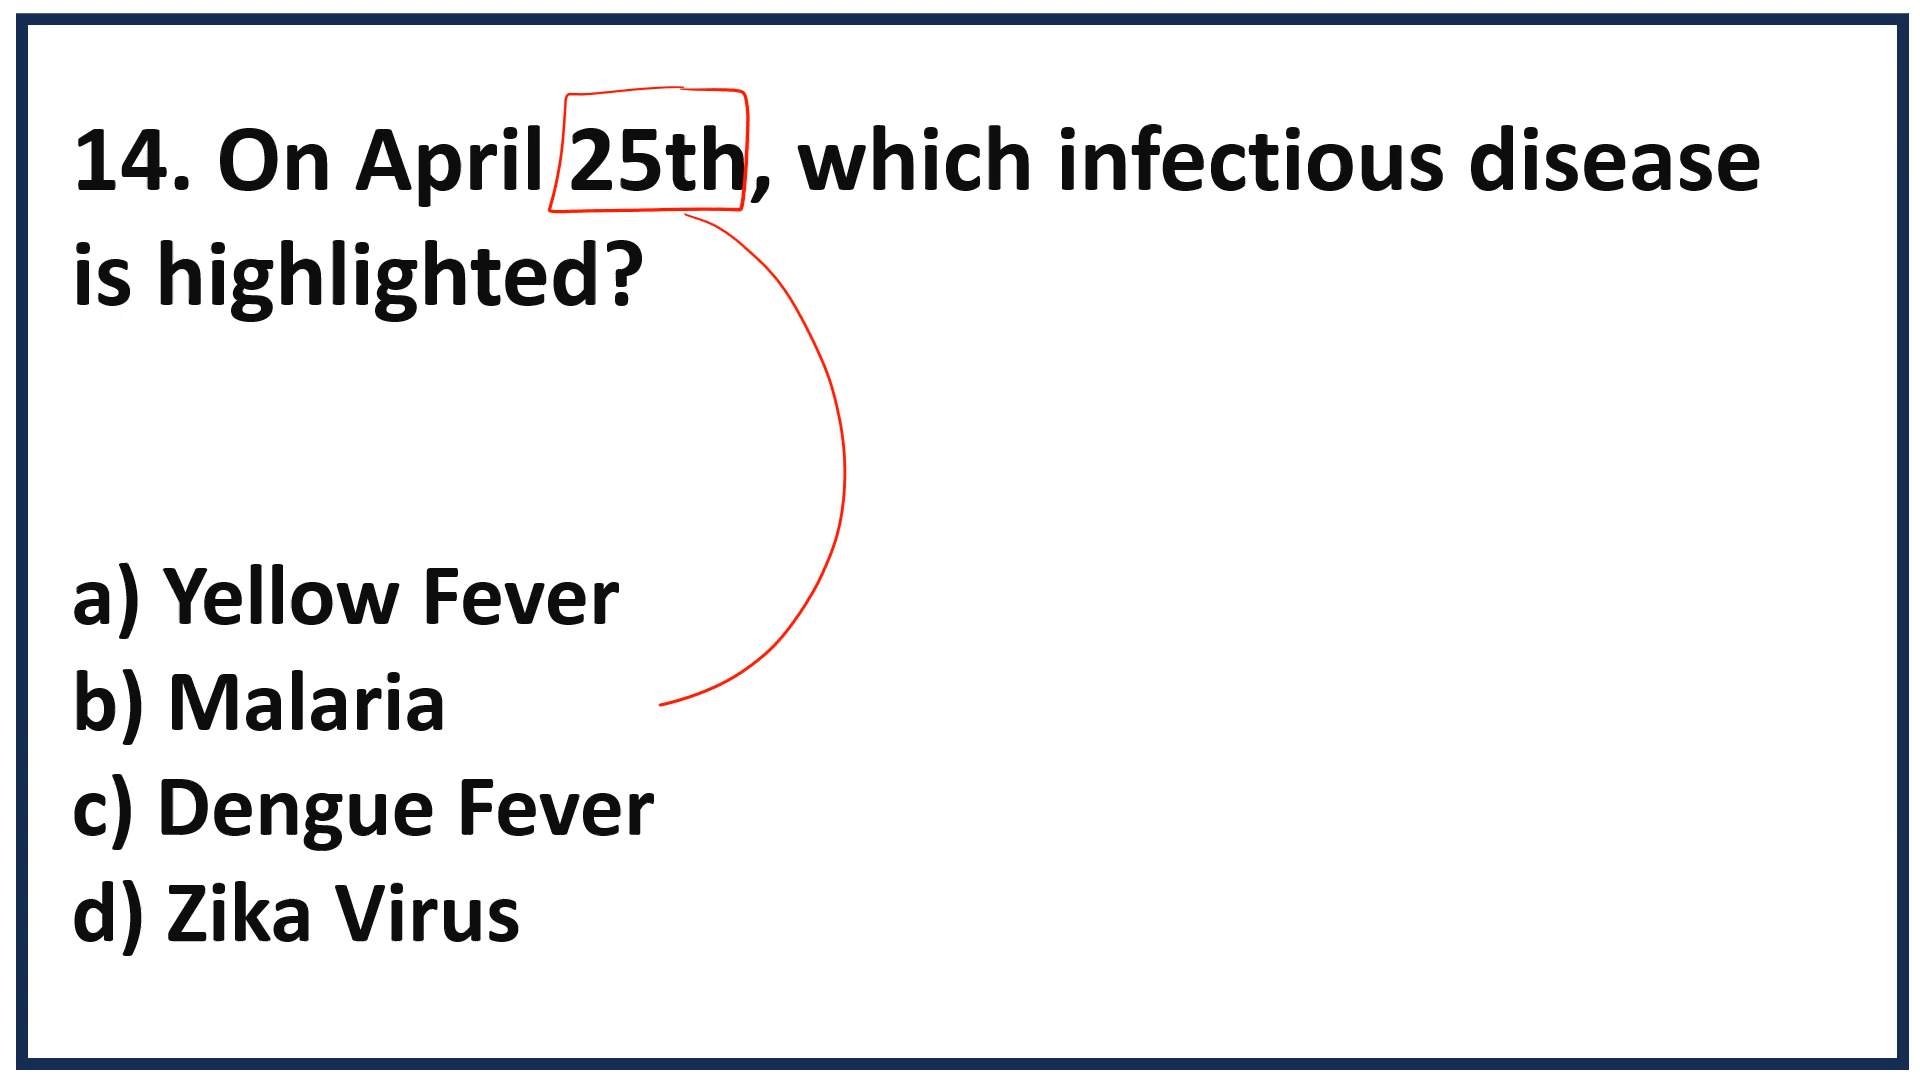 14. On April 25th, which infectious disease
is highlighted?
a) Yellow Fever
b) Malaria
c) Dengue Fever
d) Zika Virus